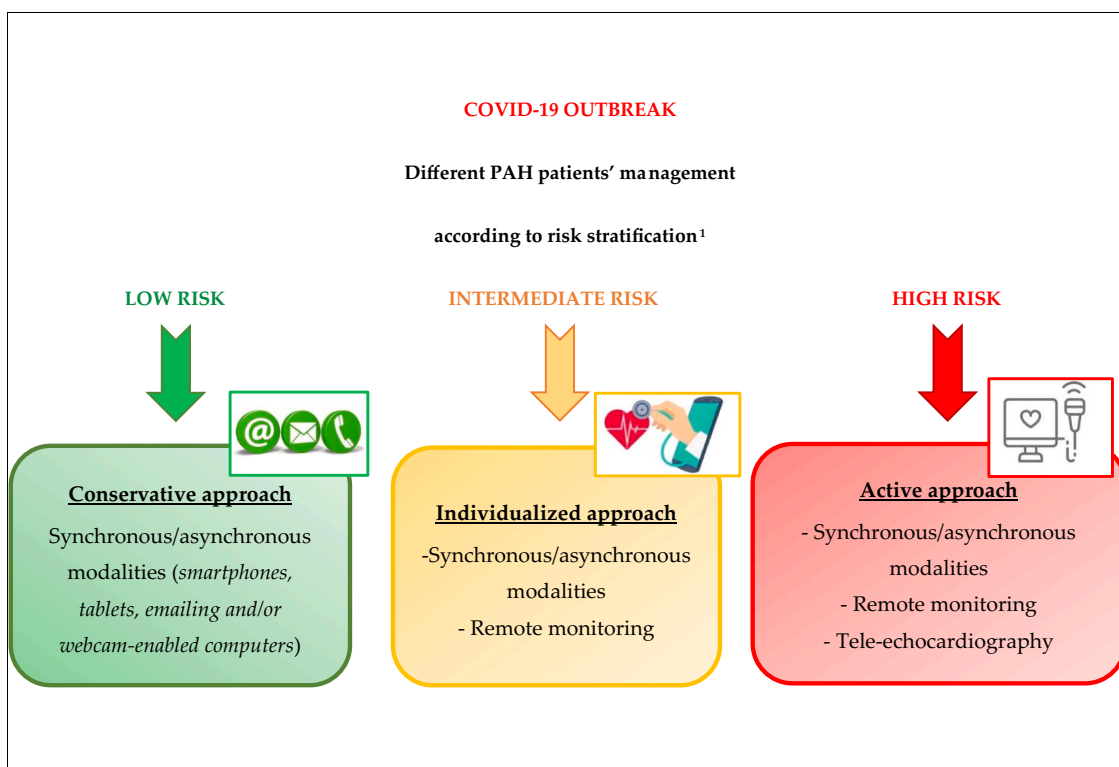 COVID-19 OUTBREAK
Different PAH patients’ management
according to risk stratification¹
LOW RISK
INTERMEDIATE RISK
HIGH RISK
@
Conservative approach
Synchronous/asynchronous
modalities (smartphones,
tablets, emailing and/or
webcam-enabled computers)
Individualized approach
-Synchronous/asynchronous
modalities
- Remote monitoring
Active approach
- Synchronous/asynchronous
modalities
- Remote monitoring
- Tele-echocardiography